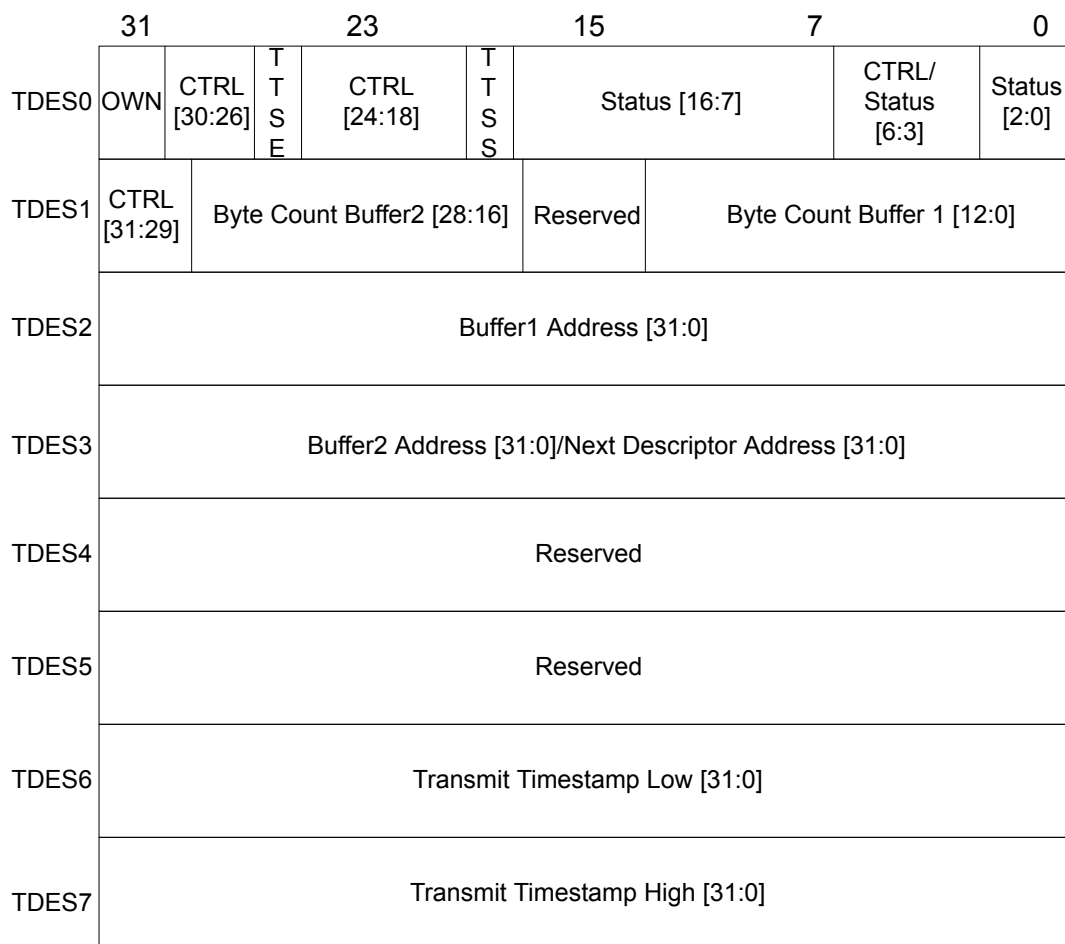 31 23 15 7 0
TDES0 OWN CTRL [30:26] TTSE CTRL [24:18] TTSS Status [16:7] CTRL/ Status [6:3] Status [2:0]
TDES1 CTRL [31:29] Byte Count Buffer2 [28:16] Reserved Byte Count Buffer 1 [12:0]
TDES2 Buffer1 Address [31:0]
TDES3 Buffer2 Address [31:0]/Next Descriptor Address [31:0]
TDES4 Reserved
TDES5 Reserved
TDES6 Transmit Timestamp Low [31:0]
TDES7 Transmit Timestamp High [31:0]